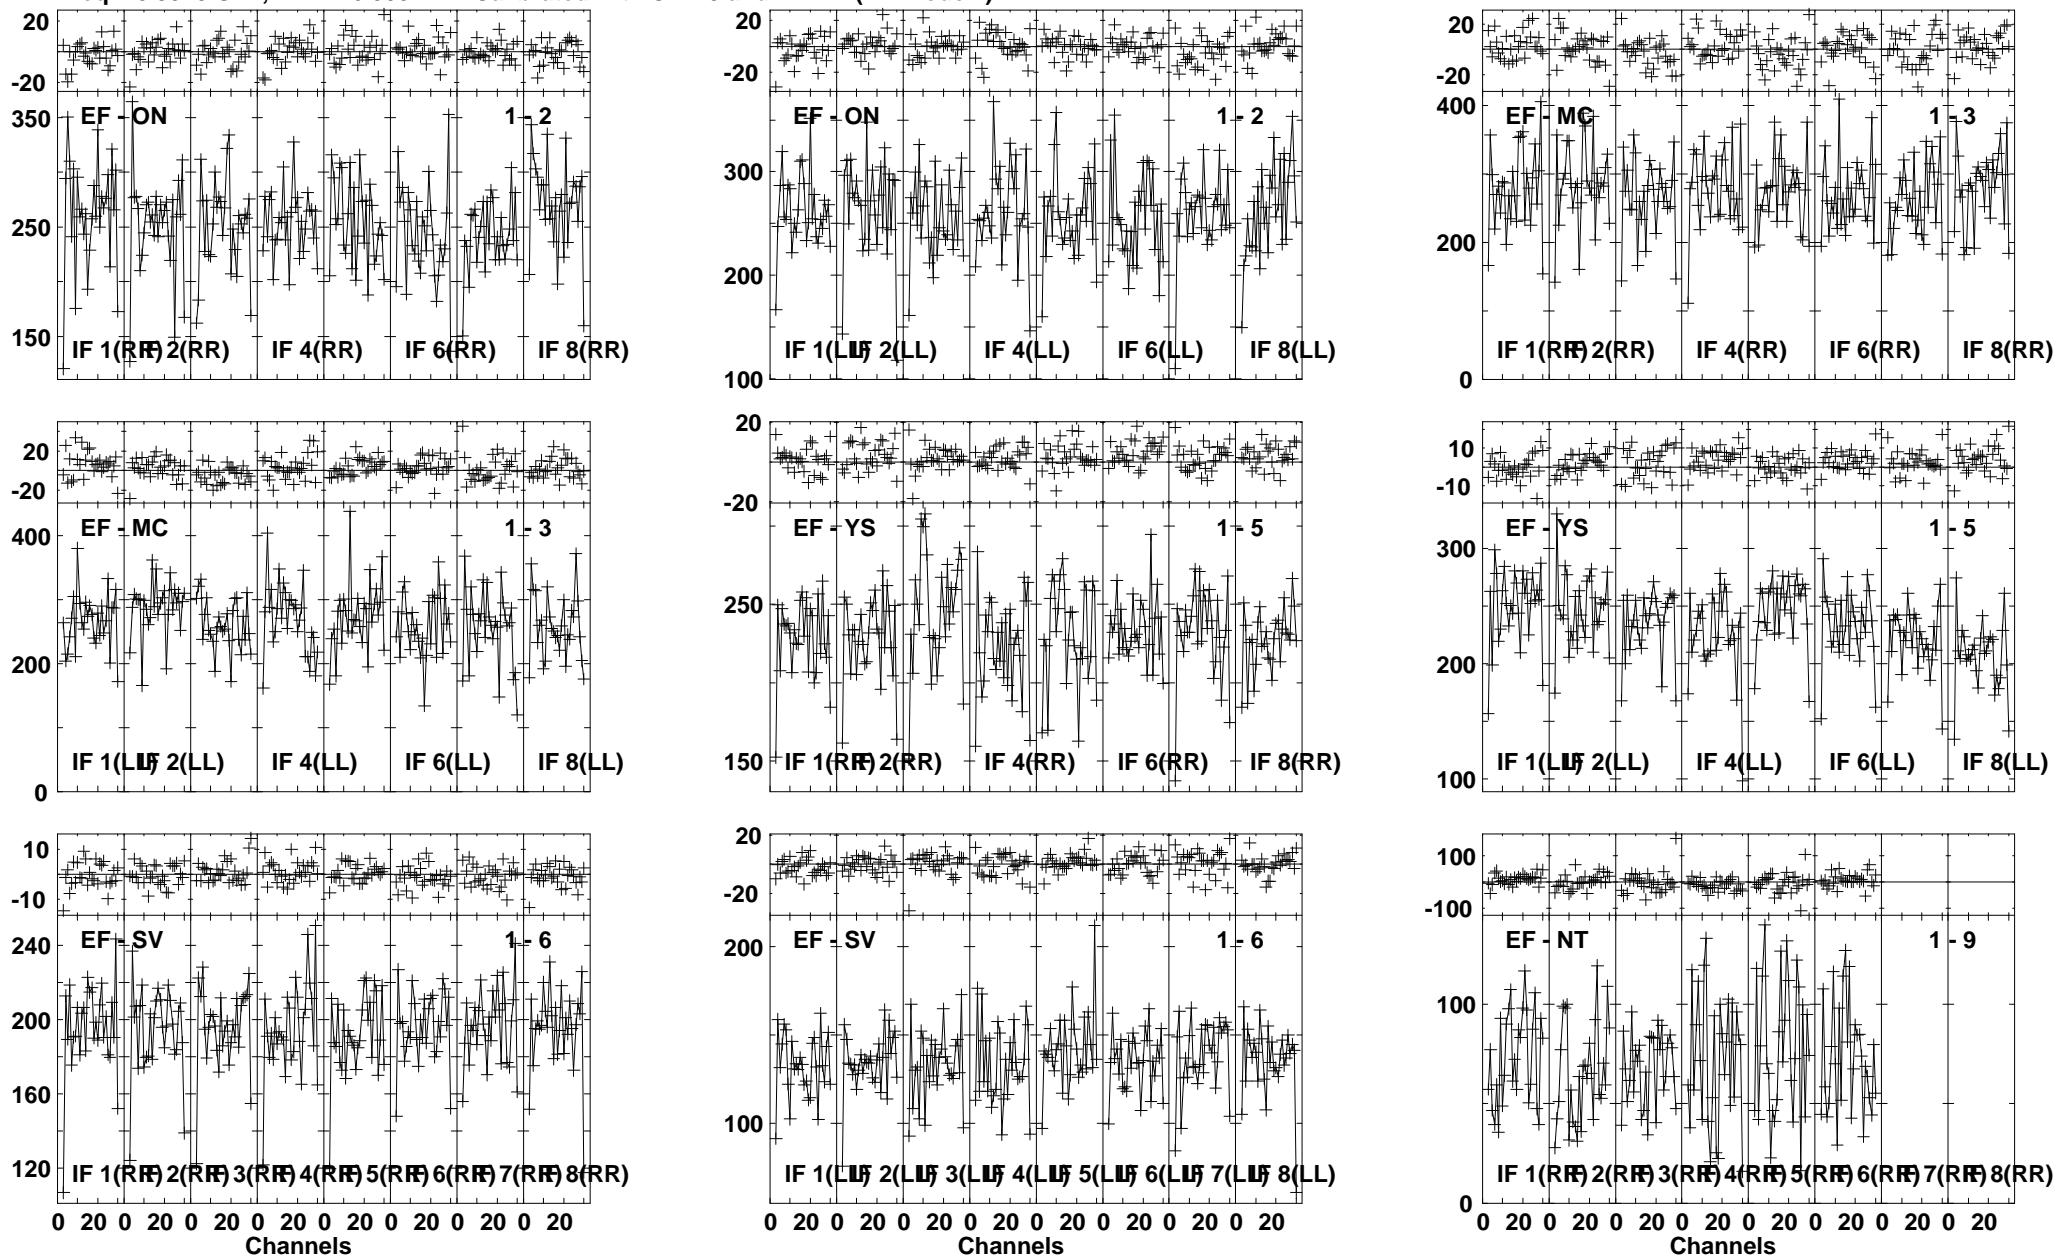 20
-20
350
250
150
EF - ON 1 - 2
IF 1(RR) IF 2(RR) IF 4(RR) IF 6(RR) IF 8(RR)
20
-20
300
200
100
EF - ON 1 - 2
IF 1(LL) IF 2(LL) IF 4(LL) IF 6(LL) IF 8(LL)
20
-20
400
200
0
EF - MC 1 - 3
IF 1(RR) IF 2(RR) IF 4(RR) IF 6(RR) IF 8(RR)
20
-20
400
200
0
EF - MC 1 - 3
IF 1(LL) IF 2(LL) IF 4(LL) IF 6(LL) IF 8(LL)
20
-20
250
150
EF - YS 1 - 5
IF 1(RR) IF 2(RR) IF 4(RR) IF 6(RR) IF 8(RR)
10
-10
300
200
100
EF - YS 1 - 5
IF 1(LL) IF 2(LL) IF 4(LL) IF 6(LL) IF 8(LL)
10
-10
240
200
160
120
EF - SV 1 - 6
IF 1(RR) IF 2(RR) IF 3(RR) IF 4(RR) IF 5(RR) IF 6(RR) IF 7(RR) IF 8(RR)
0 20 0 20 0 20 0 20 0 20 0 20 0 20 0 20
Channels
20
-20
200
100
EF - SV 1 - 6
IF 1(LL) IF 2(LL) IF 3(LL) IF 4(LL) IF 5(LL) IF 6(LL) IF 7(LL) IF 8(LL)
0 20 0 20 0 20 0 20 0 20 0 20 0 20 0 20
Channels
100
-100
100
0
EF - NT 1 - 9
IF 1(RR) IF 2(RR) IF 3(RR) IF 4(RR) IF 5(RR) IF 6(RR) IF 7(RR) IF 8(RR)
0 20 0 20 0 20 0 20 0 20 0 20 0 20 0 20
Channels